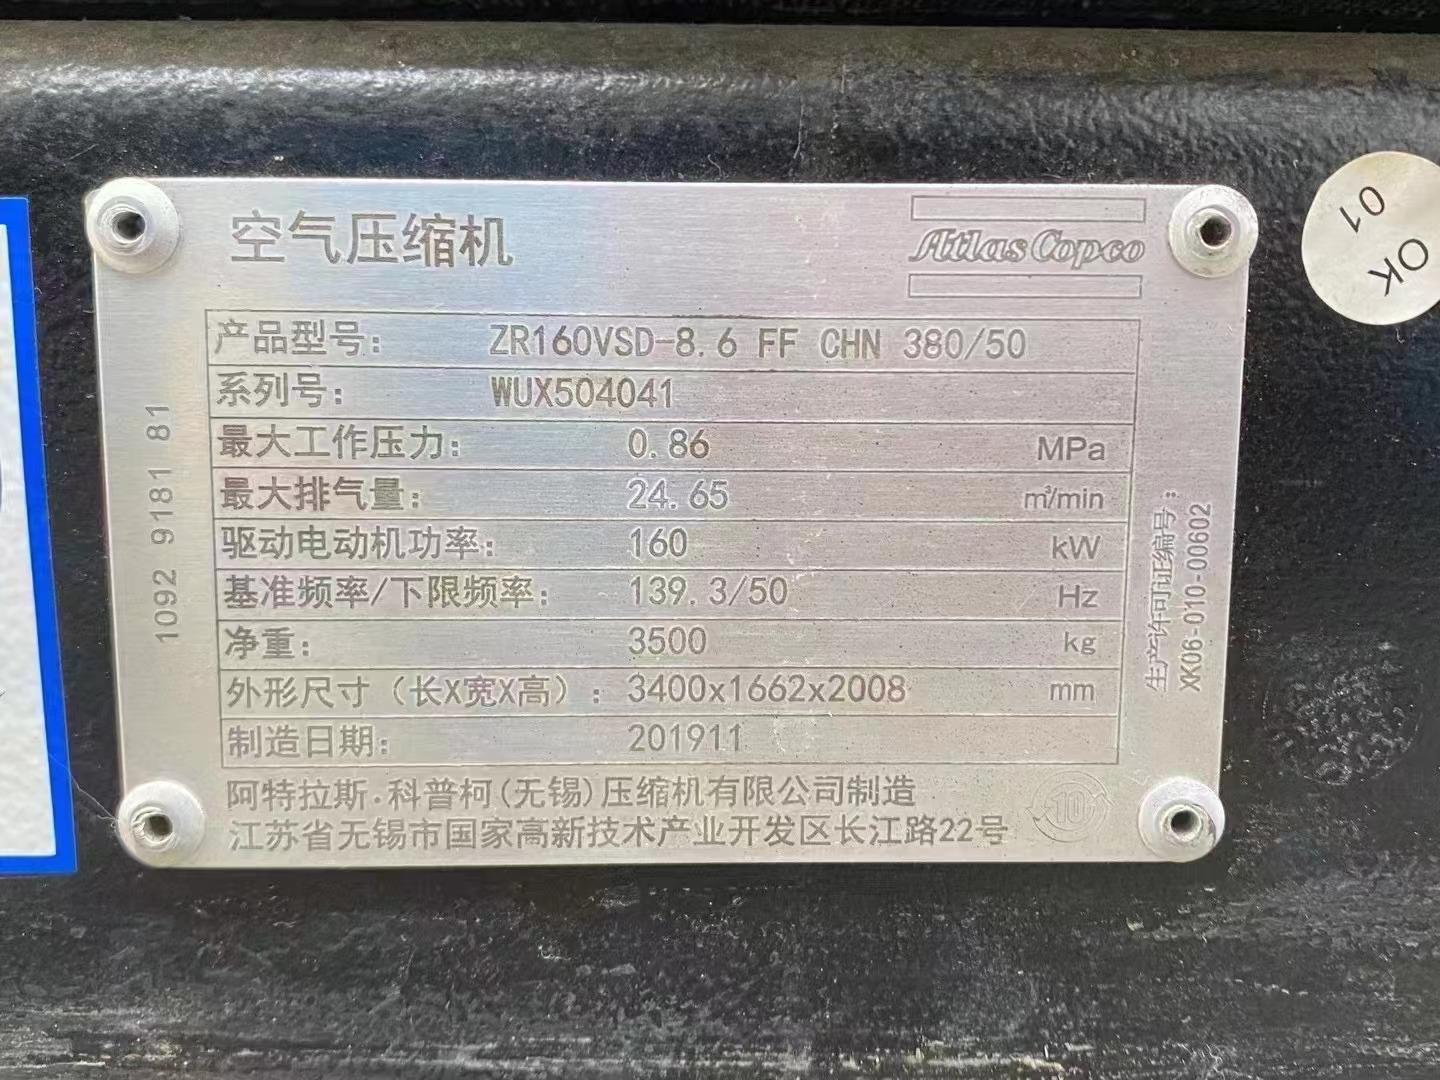 空气压缩机
Atlas Copco
产品型号: ZR160VSD-8.6 FF CHN 380/50
系列号: WUX504041
最大工作压力: 0.86 MPa
最大排气量: 24.65 m³/min
驱动电动机功率: 160 kW
基准频率/下限频率: 139.3/50 Hz
净重: 3500 kg
外形尺寸（长X宽X高）: 3400x1662x2008 mm
制造日期: 201911
阿特拉斯·科普柯(无锡)压缩机有限公司制造
江苏省无锡市国家高新技术产业开发区长江路22号
10
1092 9181 81
生产许可证编号:
XK06-010-00602
OK
01